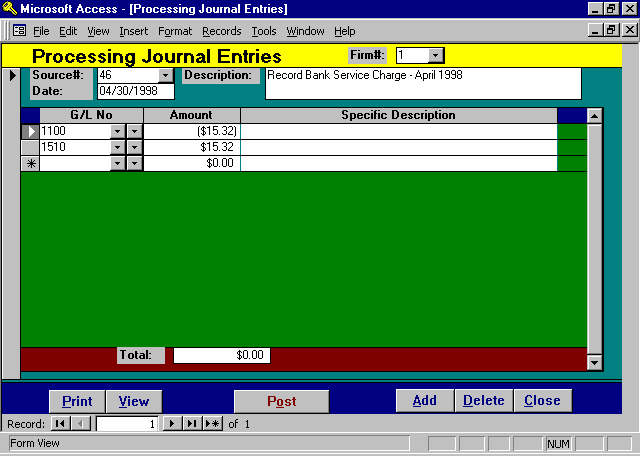 Microsoft Access - [Processing Journal Entries]
File Edit View Insert Format Records Tools Window Help
Processing Journal Entries Firm#: 1
Source#: 46 Description: Record Bank Service Charge - April 1998
Date: 04/30/1998
G/L No Amount Specific Description
1100 ($15.32)
1510 $15.32
$0.00
Total: $0.00
Print View Post Add Delete Close
Record: 1 of 1
Form View NUM